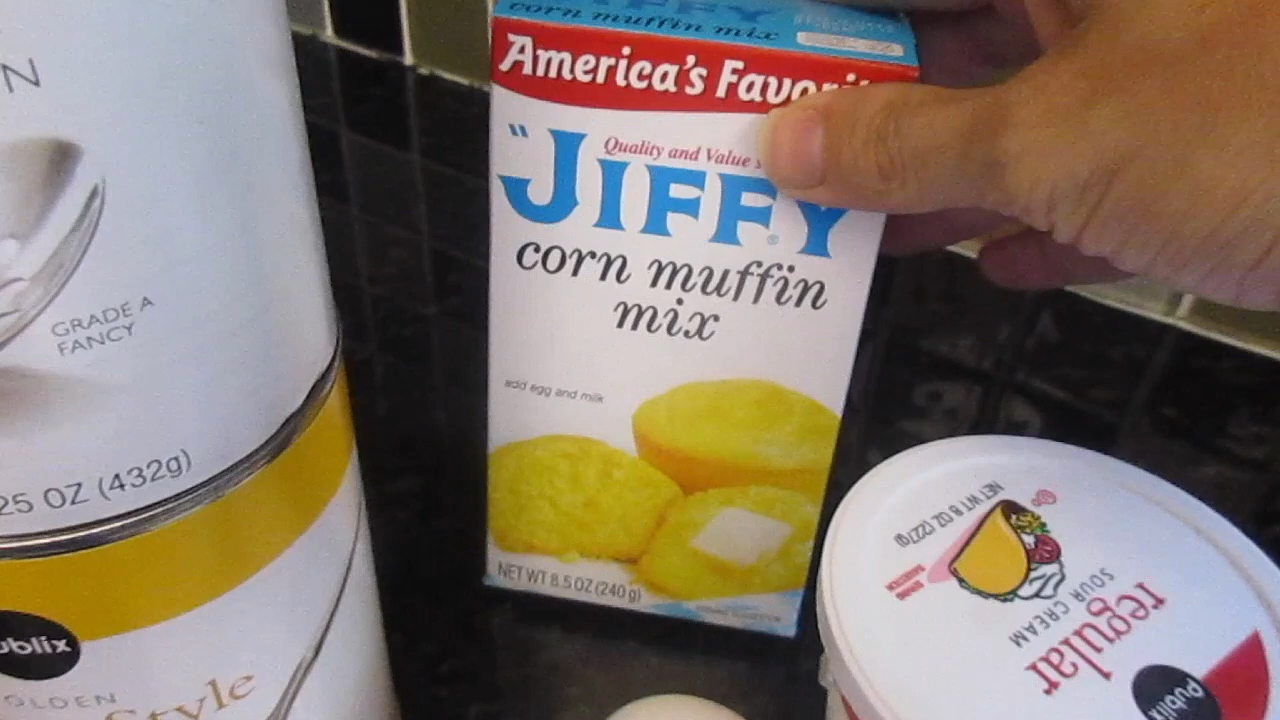 N
GRADE A
FANCY
25 OZ (432g)
ublix
OLDEN
Style
corn muffin mix
America's Favori
Quality and Value
"JIFFY
corn muffin
mix
add egg and milk
NET WT 8.5 OZ (240 g)
NET WT 8 OZ (227g)
regular
SOUR CREAM
Publix